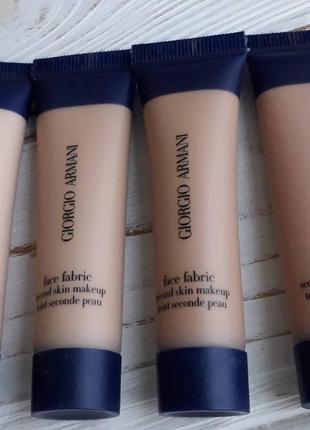 GIORGIO ARMANI
face fabric
second skin makeup
teint seconde peau
GIORGIO ARMANI
face fabric
second skin makeup
teint seconde peau